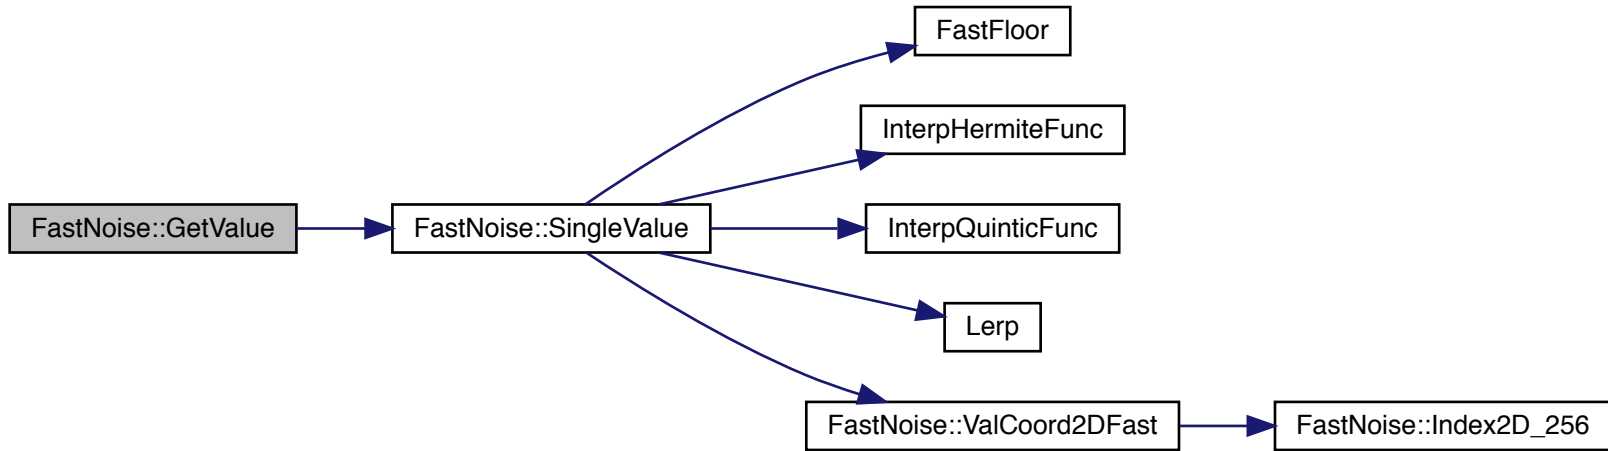 FastFloor
InterpHermiteFunc
FastNoise::GetValue
FastNoise::SingleValue
InterpQuinticFunc
Lerp
FastNoise::ValCoord2DFast
FastNoise::Index2D_256